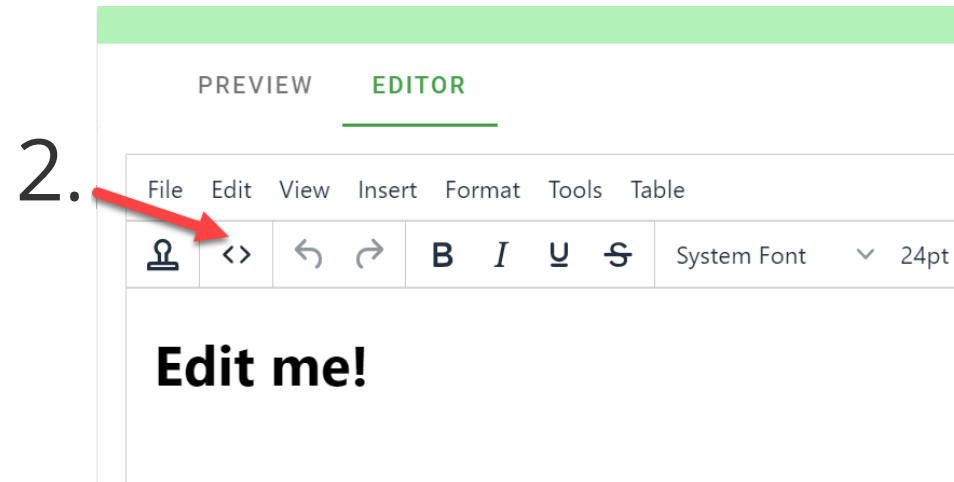 PREVIEW EDITOR
2.
File Edit View Insert Format Tools Table
B I U S System Font 24pt
Edit me!